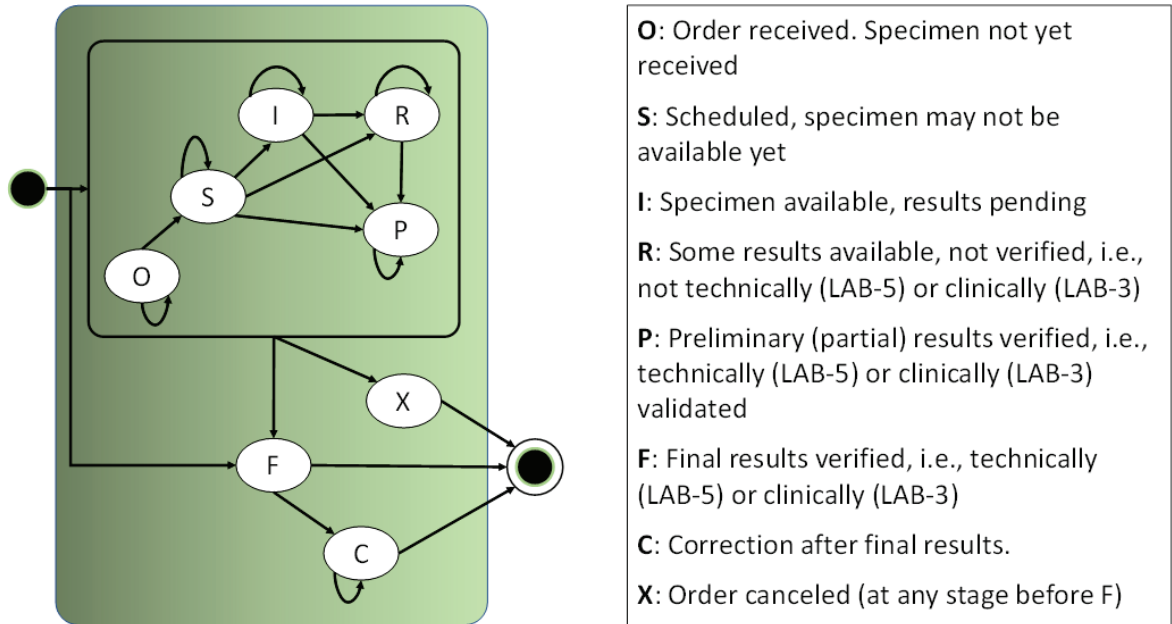 I
R
S
P
O
X
F
C
O: Order received. Specimen not yet
received
S: Scheduled, specimen may not be
available yet
I: Specimen available, results pending
R: Some results available, not verified, i.e.,
not technically (LAB-5) or clinically (LAB-3)
P: Preliminary (partial) results verified, i.e.,
technically (LAB-5) or clinically (LAB-3)
validated
F: Final results verified, i.e., technically
(LAB-5) or clinically (LAB-3)
C: Correction after final results.
X: Order canceled (at any stage before F)